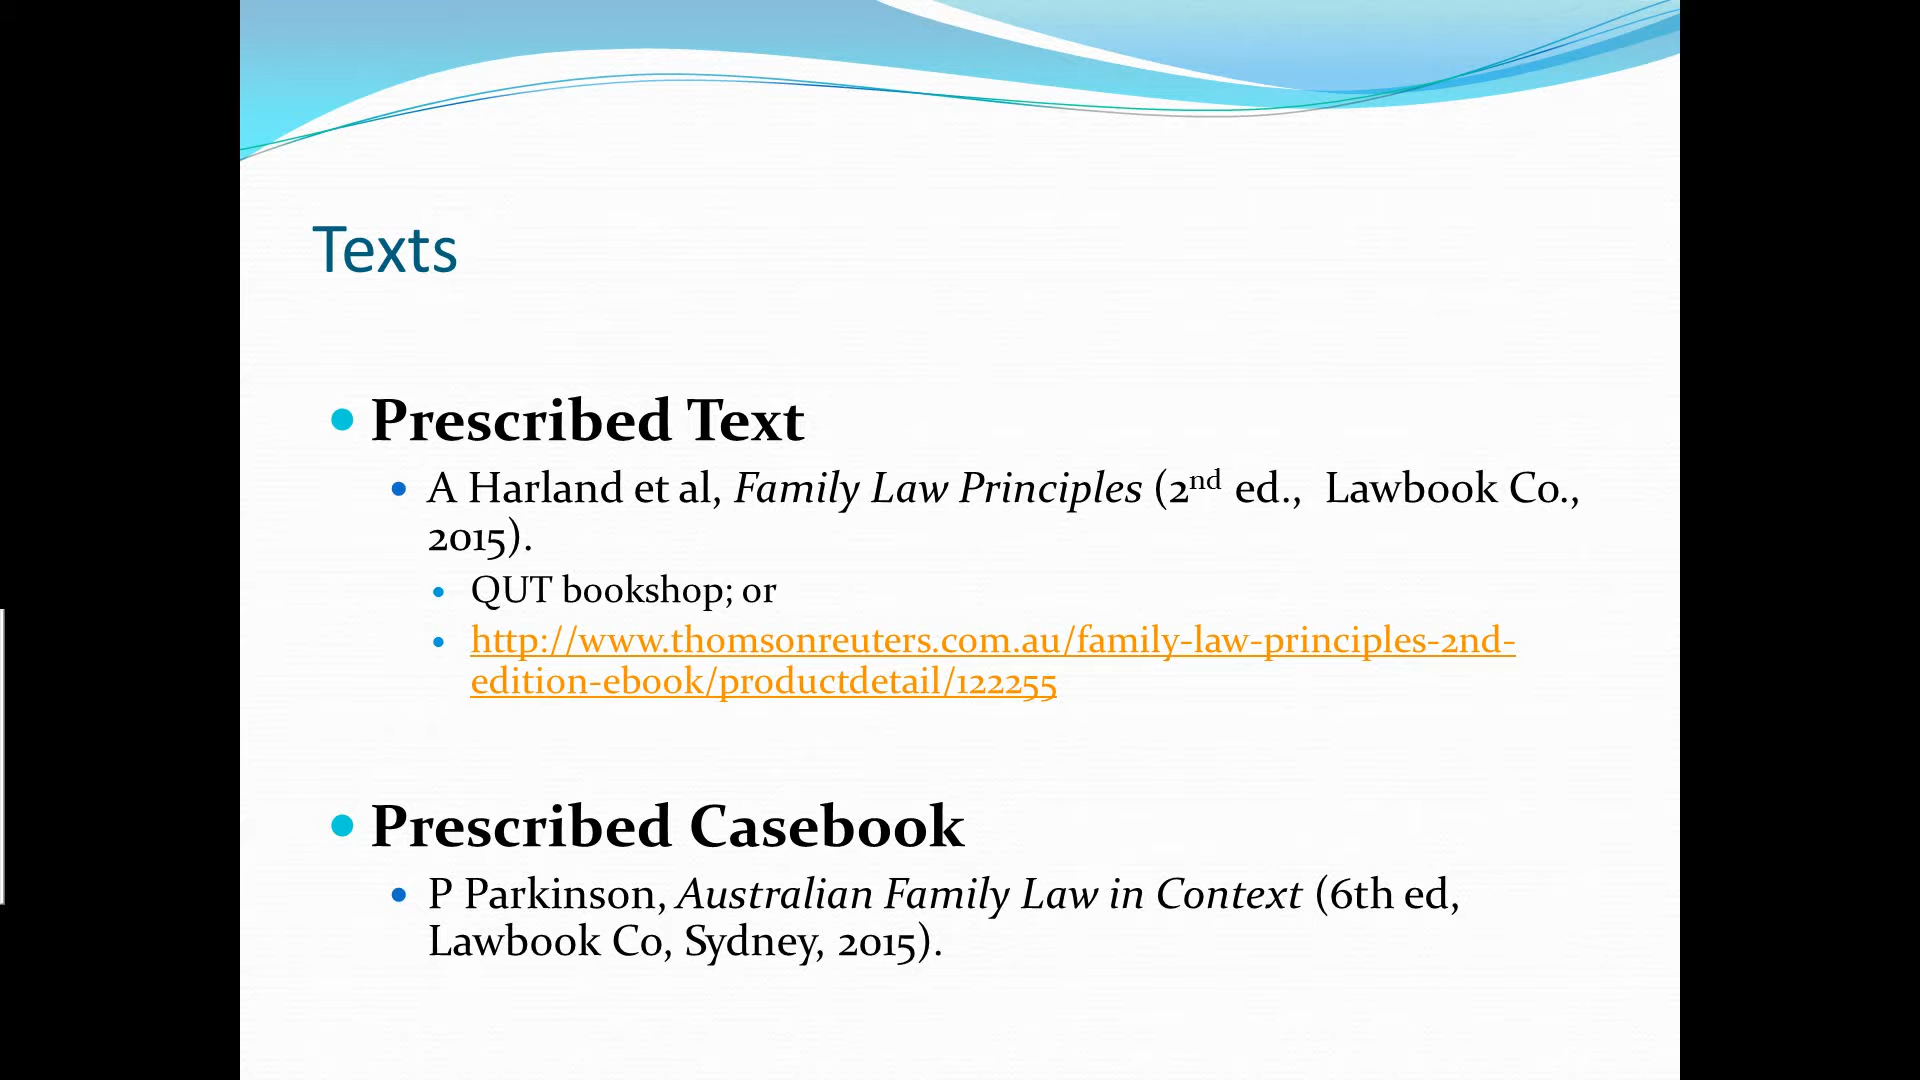 Texts
Prescribed Text
A Harland et al, Family Law Principles (2nd ed., Lawbook Co.,
2015).
QUT bookshop; or
http://www.thomsonreuters.com.au/family-law-principles-2nd-
edition-ebook/productdetail/122255
Prescribed Casebook
P Parkinson, Australian Family Law in Context (6th ed,
Lawbook Co, Sydney, 2015).